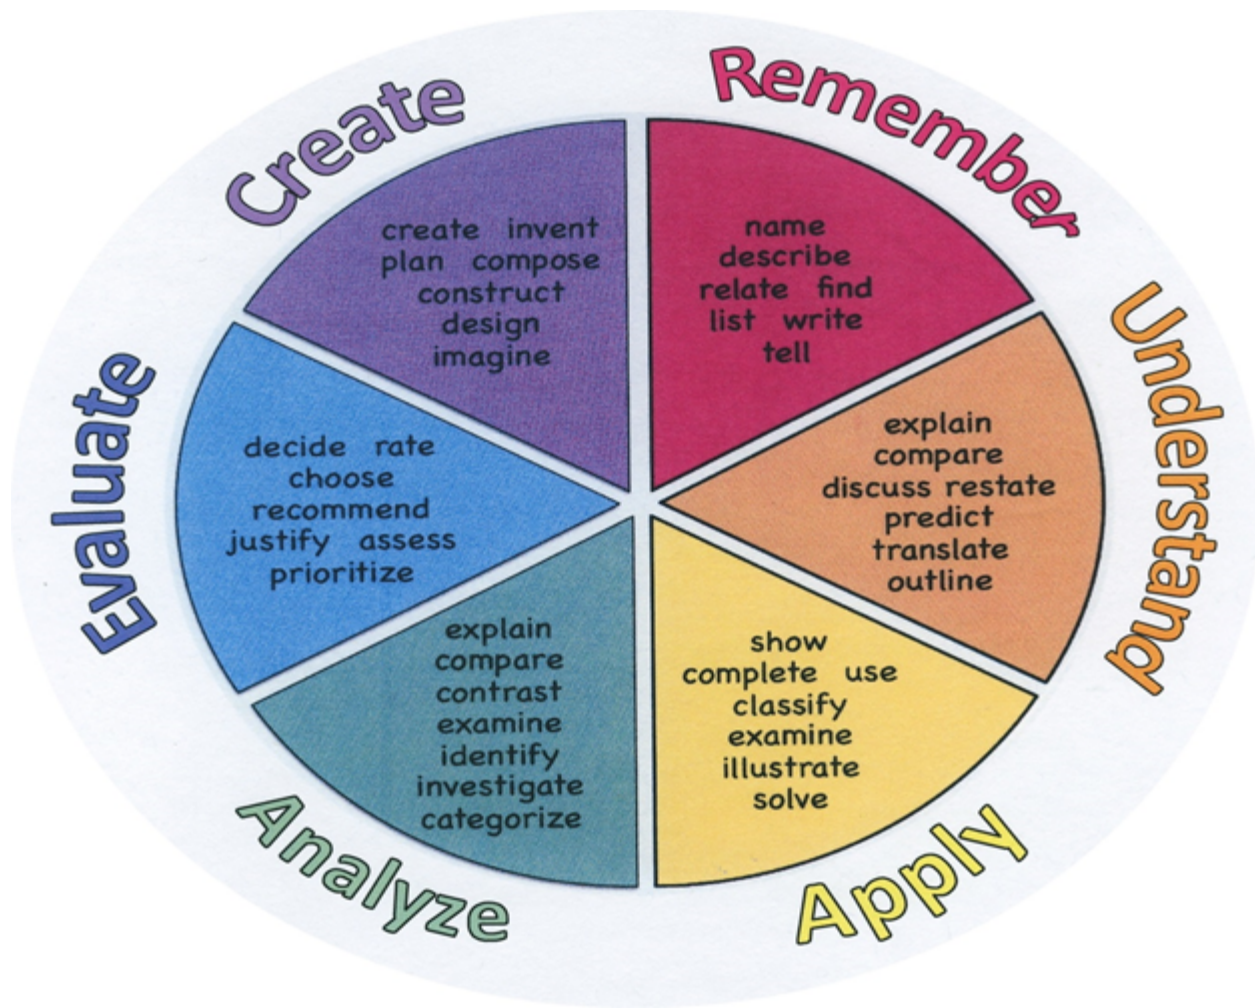 Remember
name
describe
relate find
list write
tell
Understand
explain
compare
discuss restate
predict
translate
outline
Apply
show
complete use
classify
examine
illustrate
solve
Analyze
explain
compare
contrast
examine
identify
investigate
categorize
Evaluate
decide rate
choose
recommend
justify assess
prioritize
Create
create invent
plan compose
construct
design
imagine